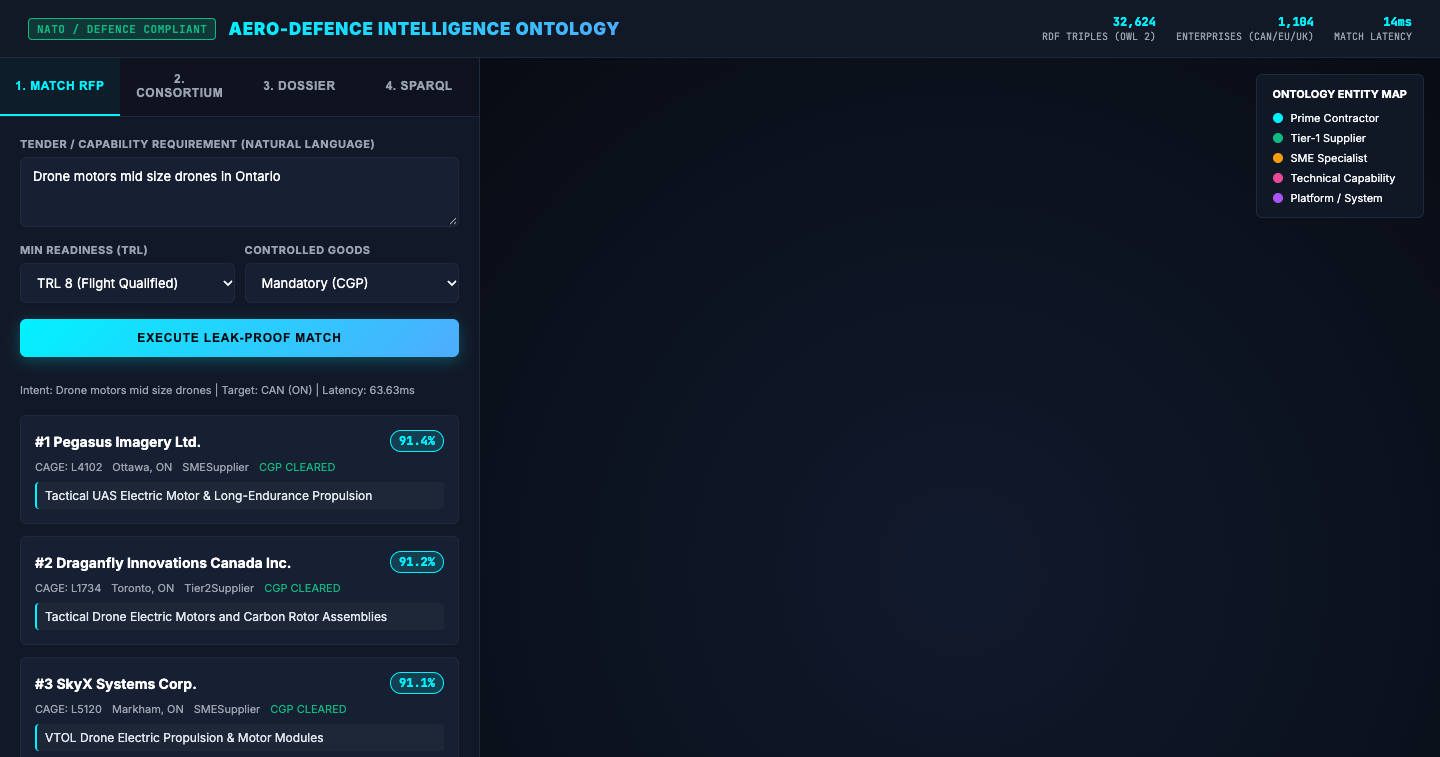 NATO / DEFENCE COMPLIANT
AERO-DEFENCE INTELLIGENCE ONTOLOGY
32,624
RDF TRIPLES (OWL 2)
1,104
ENTERPRISES (CAN/EU/UK)
14ms
MATCH LATENCY
1. MATCH RFP
2. CONSORTIUM
3. DOSSIER
4. SPARQL
TENDER / CAPABILITY REQUIREMENT (NATURAL LANGUAGE)
Drone motors mid size drones in Ontario
MIN READINESS (TRL)
CONTROLLED GOODS
TRL 8 (Flight Qualified)
Mandatory (CGP)
EXECUTE LEAK-PROOF MATCH
Intent: Drone motors mid size drones | Target: CAN (ON) | Latency: 63.63ms
#1 Pegasus Imagery Ltd.
91.4%
CAGE: L4102 Ottawa, ON SMESupplier CGP CLEARED
Tactical UAS Electric Motor & Long-Endurance Propulsion
#2 Draganfly Innovations Canada Inc.
91.2%
CAGE: L1734 Toronto, ON Tier2Supplier CGP CLEARED
Tactical Drone Electric Motors and Carbon Rotor Assemblies
#3 SkyX Systems Corp.
91.1%
CAGE: L5120 Markham, ON SMESupplier CGP CLEARED
VTOL Drone Electric Propulsion & Motor Modules
ONTOLOGY ENTITY MAP
Prime Contractor
Tier-1 Supplier
SME Specialist
Technical Capability
Platform / System